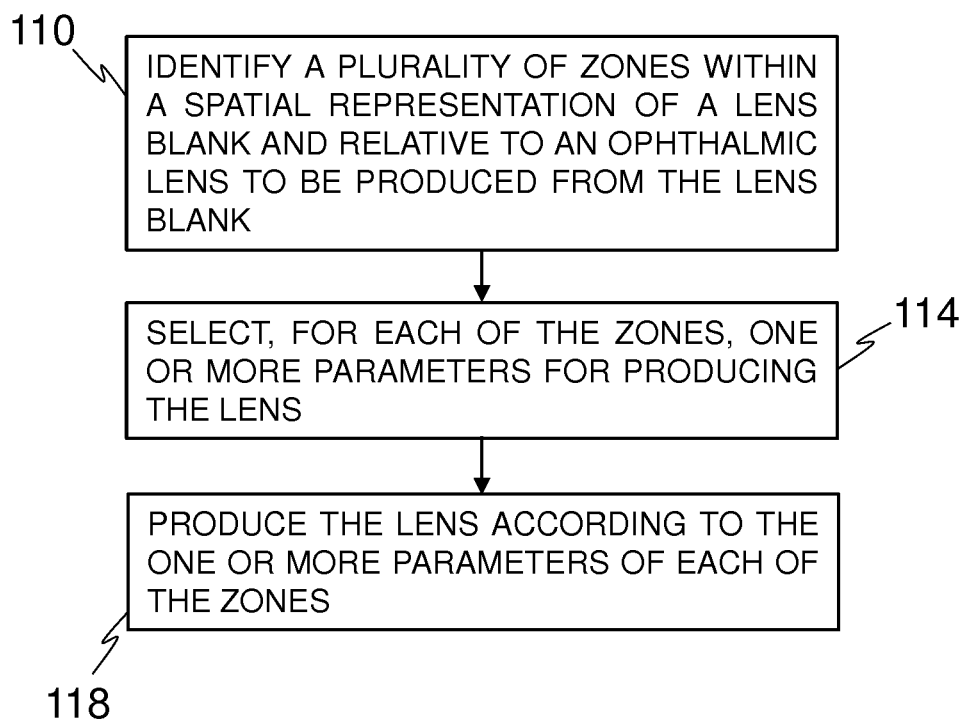 110
IDENTIFY A PLURALITY OF ZONES WITHIN
A SPATIAL REPRESENTATION OF A LENS
BLANK AND RELATIVE TO AN OPHTHALMIC
LENS TO BE PRODUCED FROM THE LENS
BLANK
114
SELECT, FOR EACH OF THE ZONES, ONE
OR MORE PARAMETERS FOR PRODUCING
THE LENS
PRODUCE THE LENS ACCORDING TO THE
ONE OR MORE PARAMETERS OF EACH OF
THE ZONES
118